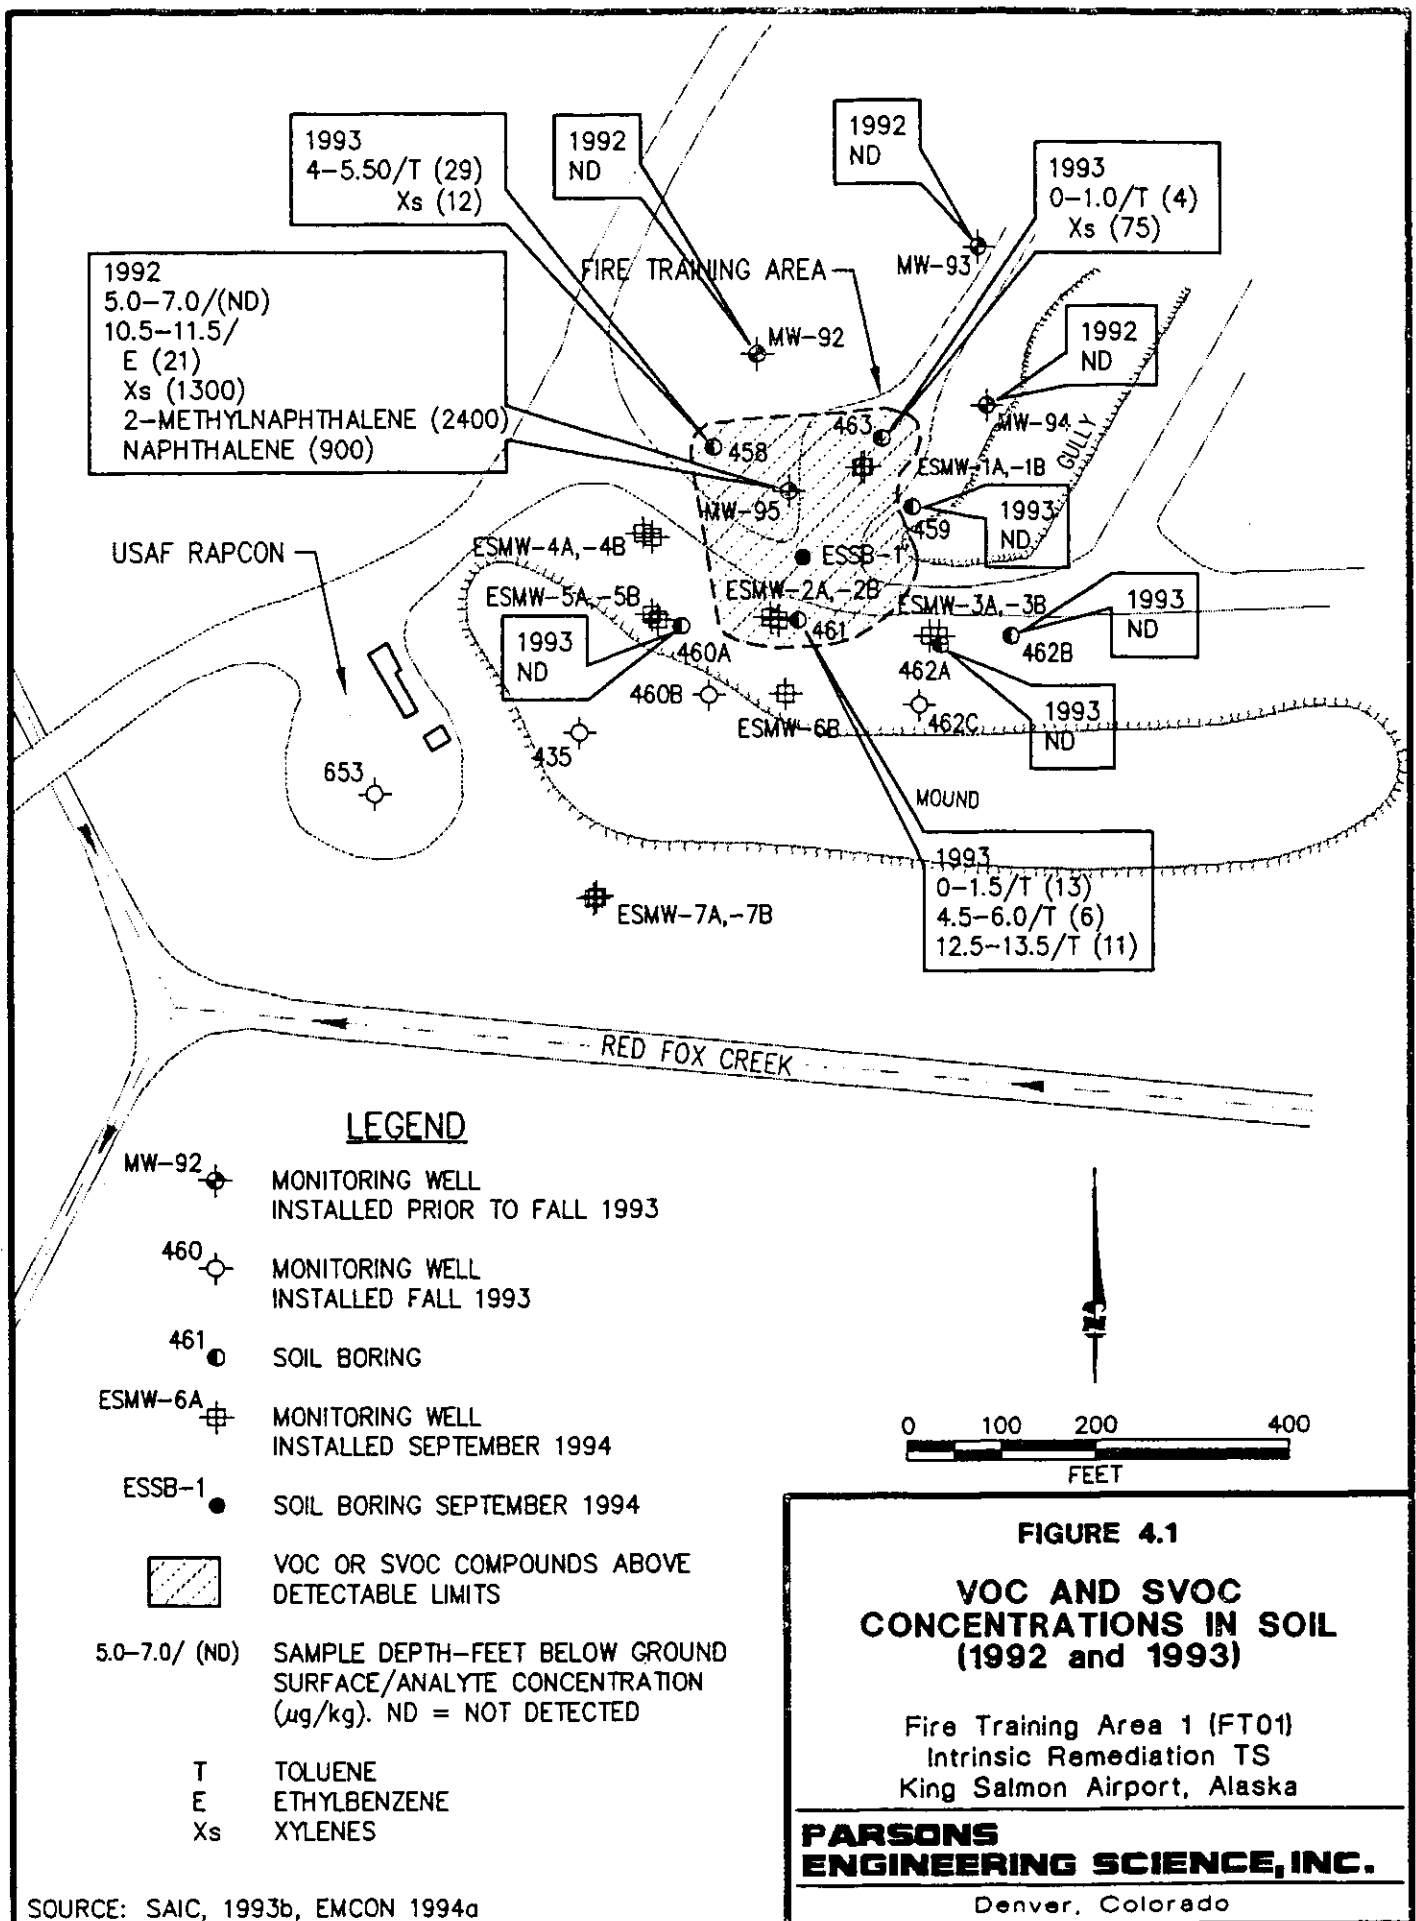 1993
4-5.50/T (29)
Xs (12)
1992
ND
1992
ND
1993
0-1.0/T (4)
Xs (75)
1992
5.0-7.0/(ND)
10.5-11.5/
E (21)
Xs (1300)
2-METHYLNAPHTHALENE (2400)
NAPHTHALENE (900)
FIRE TRAINING AREA
MW-93
MW-92
1992
ND
MW-94
GULLY
463
458
ESMW-1A,-1B
MW-95
459
1993
ND
USAF RAPCON
ESMW-4A,-4B
ESSB-1
ESMW-5A,-5B
ESMW-2A,-2B
ESMW-3A,-3B
1993
ND
1993
ND
460A
461
462A
462B
460B
ESMW-6B
462C
1993
ND
435
653
MOUND
1993
0-1.5/T (13)
4.5-6.0/T (6)
12.5-13.5/T (11)
ESMW-7A,-7B
RED FOX CREEK
LEGEND
MW-92
MONITORING WELL
INSTALLED PRIOR TO FALL 1993
460
MONITORING WELL
INSTALLED FALL 1993
461
SOIL BORING
ESMW-6A
MONITORING WELL
INSTALLED SEPTEMBER 1994
ESSB-1
SOIL BORING SEPTEMBER 1994
VOC OR SVOC COMPOUNDS ABOVE
DETECTABLE LIMITS
5.0-7.0/ (ND)
SAMPLE DEPTH-FEET BELOW GROUND
SURFACE/ANALYTE CONCENTRATION
(µg/kg). ND = NOT DETECTED
T TOLUENE
E ETHYLBENZENE
Xs XYLENES
SOURCE: SAIC, 1993b, EMCON 1994a
N
0 100 200 400
FEET
FIGURE 4.1
VOC AND SVOC
CONCENTRATIONS IN SOIL
(1992 and 1993)
Fire Training Area 1 (FT01)
Intrinsic Remediation TS
King Salmon Airport, Alaska
PARSONS
ENGINEERING SCIENCE, INC.
Denver, Colorado